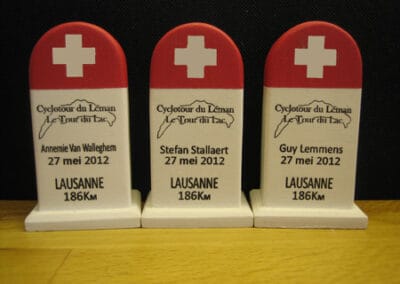 Cyclotour du Léman
Le Tour du Lac
Annemie Van Walleghem
27 mei 2012
LAUSANNE
186KM
Cyclotour du Léman
Le Tour du Lac
Stefan Stallaert
27 mei 2012
LAUSANNE
186KM
Cyclotour du Léman
Le Tour du Lac
Guy Lemmens
27 mei 2012
LAUSANNE
186KM